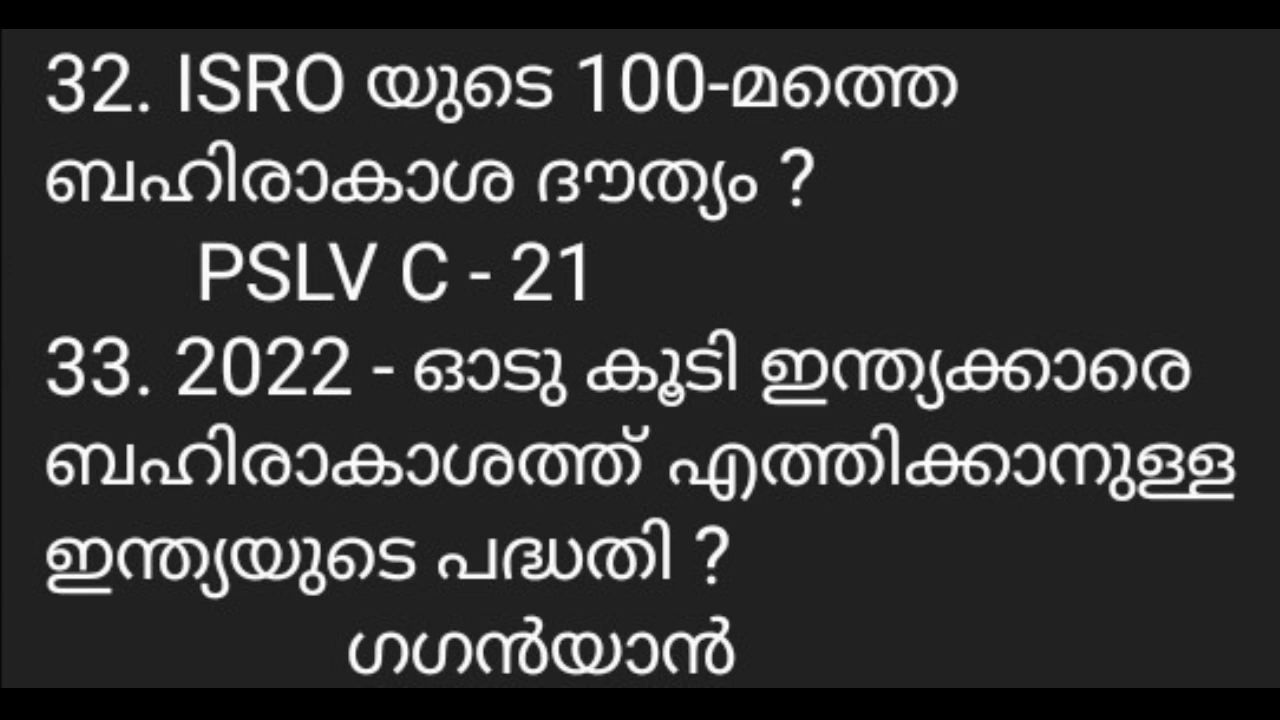 32. ISRO യുടെ 100-മത്തെ
ബഹിരാകാശ ദൗത്യം ?
PSLV C - 21
33. 2022 - ഓടു കൂടി ഇന്ത്യക്കാരെ
ബഹിരാകാശത്ത് എത്തിക്കാനുള്ള
ഇന്ത്യയുടെ പദ്ധതി ?
ഗഗൻയാൻ